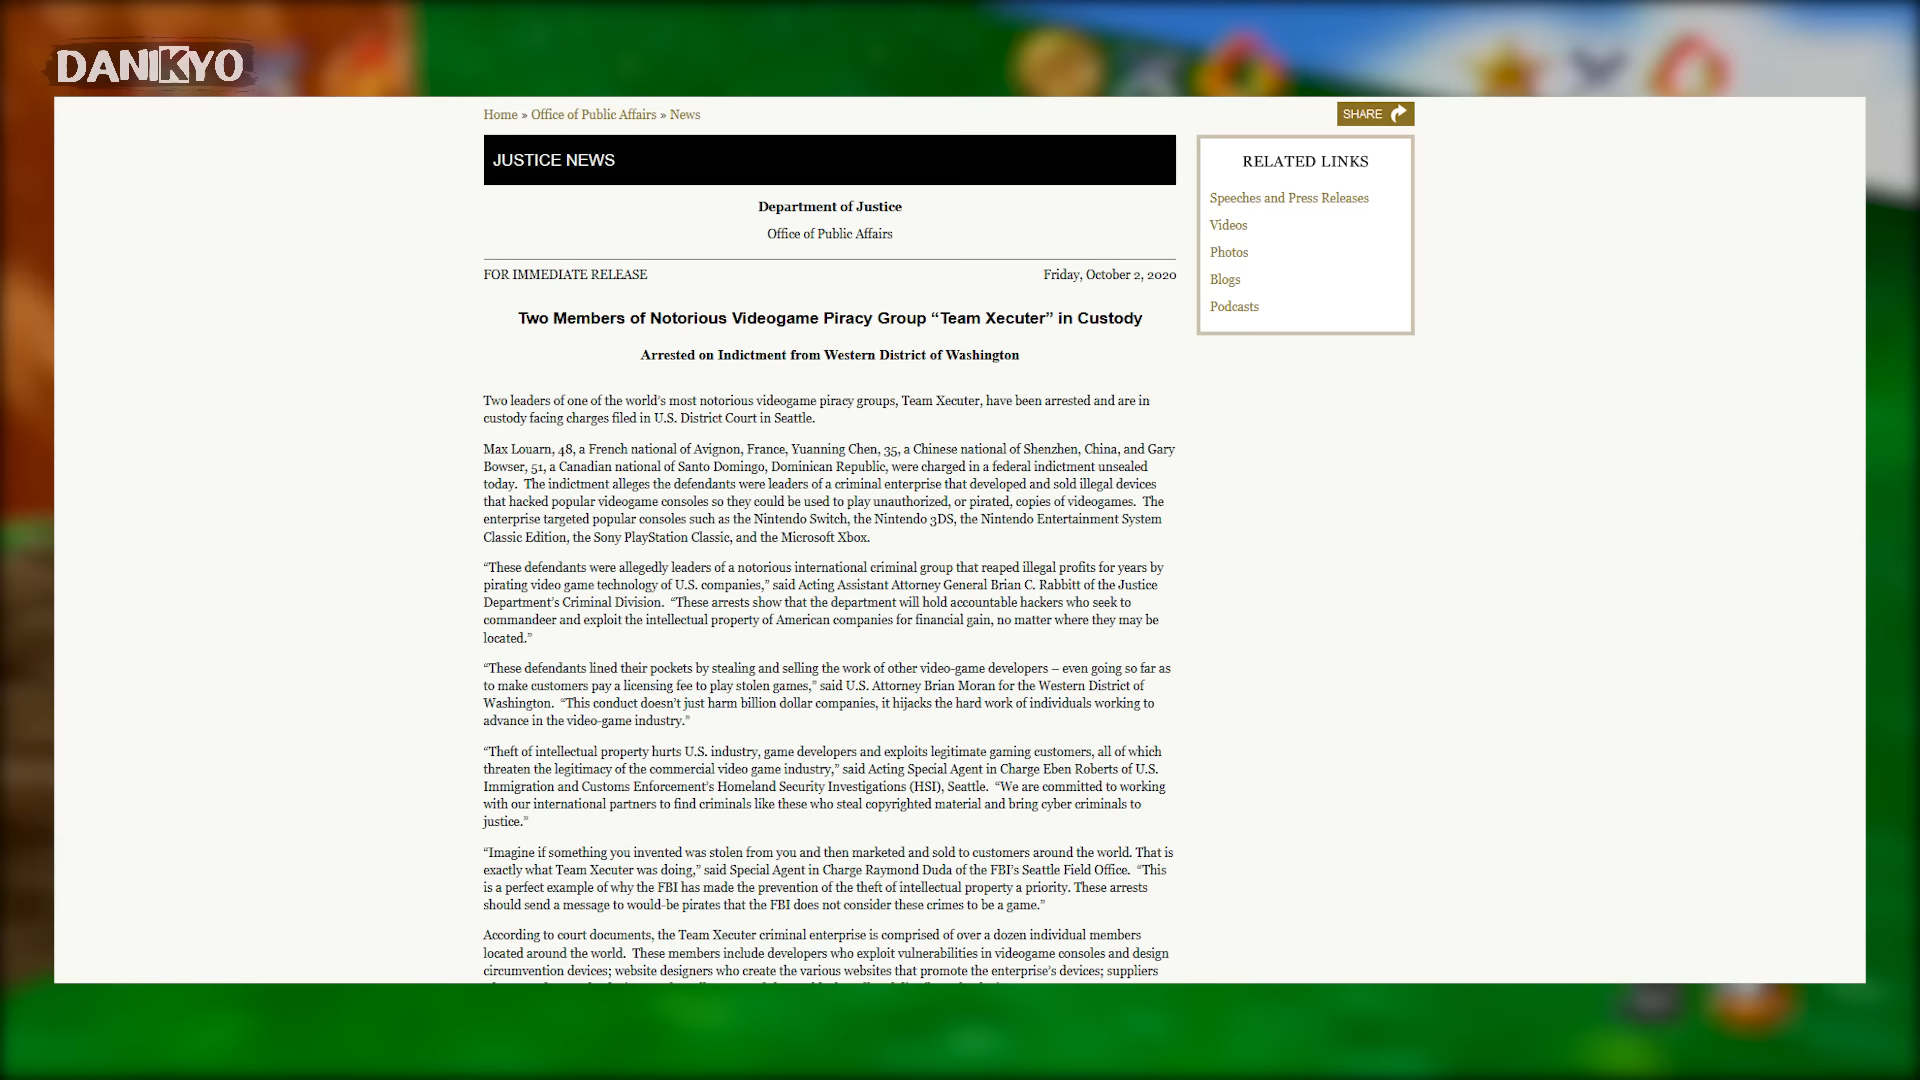 DANIKYO
Home » Office of Public Affairs » News
SHARE
JUSTICE NEWS
Department of Justice
Office of Public Affairs
FOR IMMEDIATE RELEASE
Friday, October 2, 2020
Two Members of Notorious Videogame Piracy Group “Team Xecuter” in Custody
Arrested on Indictment from Western District of Washington
Two leaders of one of the world’s most notorious videogame piracy groups, Team Xecuter, have been arrested and are in
custody facing charges filed in U.S. District Court in Seattle.
Max Louarn, 48, a French national of Avignon, France, Yuanning Chen, 35, a Chinese national of Shenzhen, China, and Gary
Bowser, 51, a Canadian national of Santo Domingo, Dominican Republic, were charged in a federal indictment unsealed
today.  The indictment alleges the defendants were leaders of a criminal enterprise that developed and sold illegal devices
that hacked popular videogame consoles so they could be used to play unauthorized, or pirated, copies of videogames.  The
enterprise targeted popular consoles such as the Nintendo Switch, the Nintendo 3DS, the Nintendo Entertainment System
Classic Edition, the Sony PlayStation Classic, and the Microsoft Xbox.
“These defendants were allegedly leaders of a notorious international criminal group that reaped illegal profits for years by
pirating video game technology of U.S. companies,” said Acting Assistant Attorney General Brian C. Rabbitt of the Justice
Department’s Criminal Division.  “These arrests show that the department will hold accountable hackers who seek to
commandeer and exploit the intellectual property of American companies for financial gain, no matter where they may be
located.”
“These defendants lined their pockets by stealing and selling the work of other video-game developers – even going so far as
to make customers pay a licensing fee to play stolen games,” said U.S. Attorney Brian Moran for the Western District of
Washington.  “This conduct doesn’t just harm billion dollar companies, it hijacks the hard work of individuals working to
advance in the video-game industry.”
“Theft of intellectual property hurts U.S. industry, game developers and exploits legitimate gaming customers, all of which
threaten the legitimacy of the commercial video game industry,” said Acting Special Agent in Charge Eben Roberts of U.S.
Immigration and Customs Enforcement’s Homeland Security Investigations (HSI), Seattle.  “We are committed to working
with our international partners to find criminals like these who steal copyrighted material and bring cyber criminals to
justice.”
“Imagine if something you invented was stolen from you and then marketed and sold to customers around the world. That is
exactly what Team Xecuter was doing,” said Special Agent in Charge Raymond Duda of the FBI’s Seattle Field Office.  “This
is a perfect example of why the FBI has made the prevention of the theft of intellectual property a priority. These arrests
should send a message to would-be pirates that the FBI does not consider these crimes to be a game.”
According to court documents, the Team Xecuter criminal enterprise is comprised of over a dozen individual members
located around the world.  These members include developers who exploit vulnerabilities in videogame consoles and design
circumvention devices; website designers who create the various websites that promote the enterprise’s devices; suppliers
RELATED LINKS
Speeches and Press Releases
Videos
Photos
Blogs
Podcasts